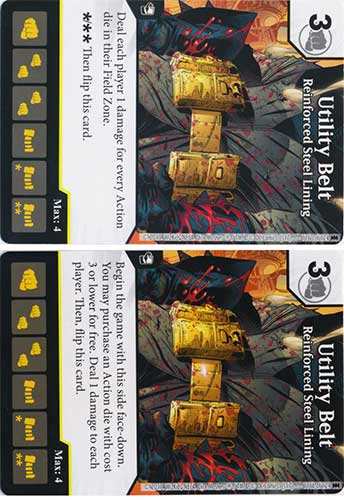 3
Utility Belt
Reinforced Steel Lining
Deal each player 1 damage for every Action
die in their Field Zone.
*** Then flip this card.
*
**
Max: 4
3
Utility Belt
Reinforced Steel Lining
Begin the game with this side face-down.
You may purchase an Action die with cost
3 or lower for free. Deal 1 damage to each
player. Then, flip this card.
*
**
Max: 4